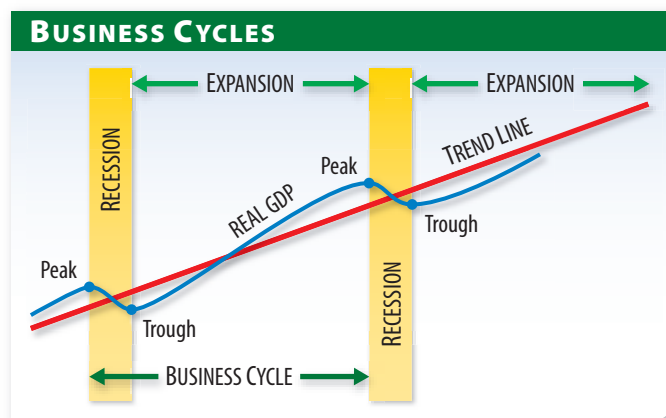 BUSINESS CYCLES
EXPANSION
EXPANSION
RECESSION
TREND LINE
Peak
REAL GDP
Trough
Peak
RECESSION
Trough
BUSINESS CYCLE